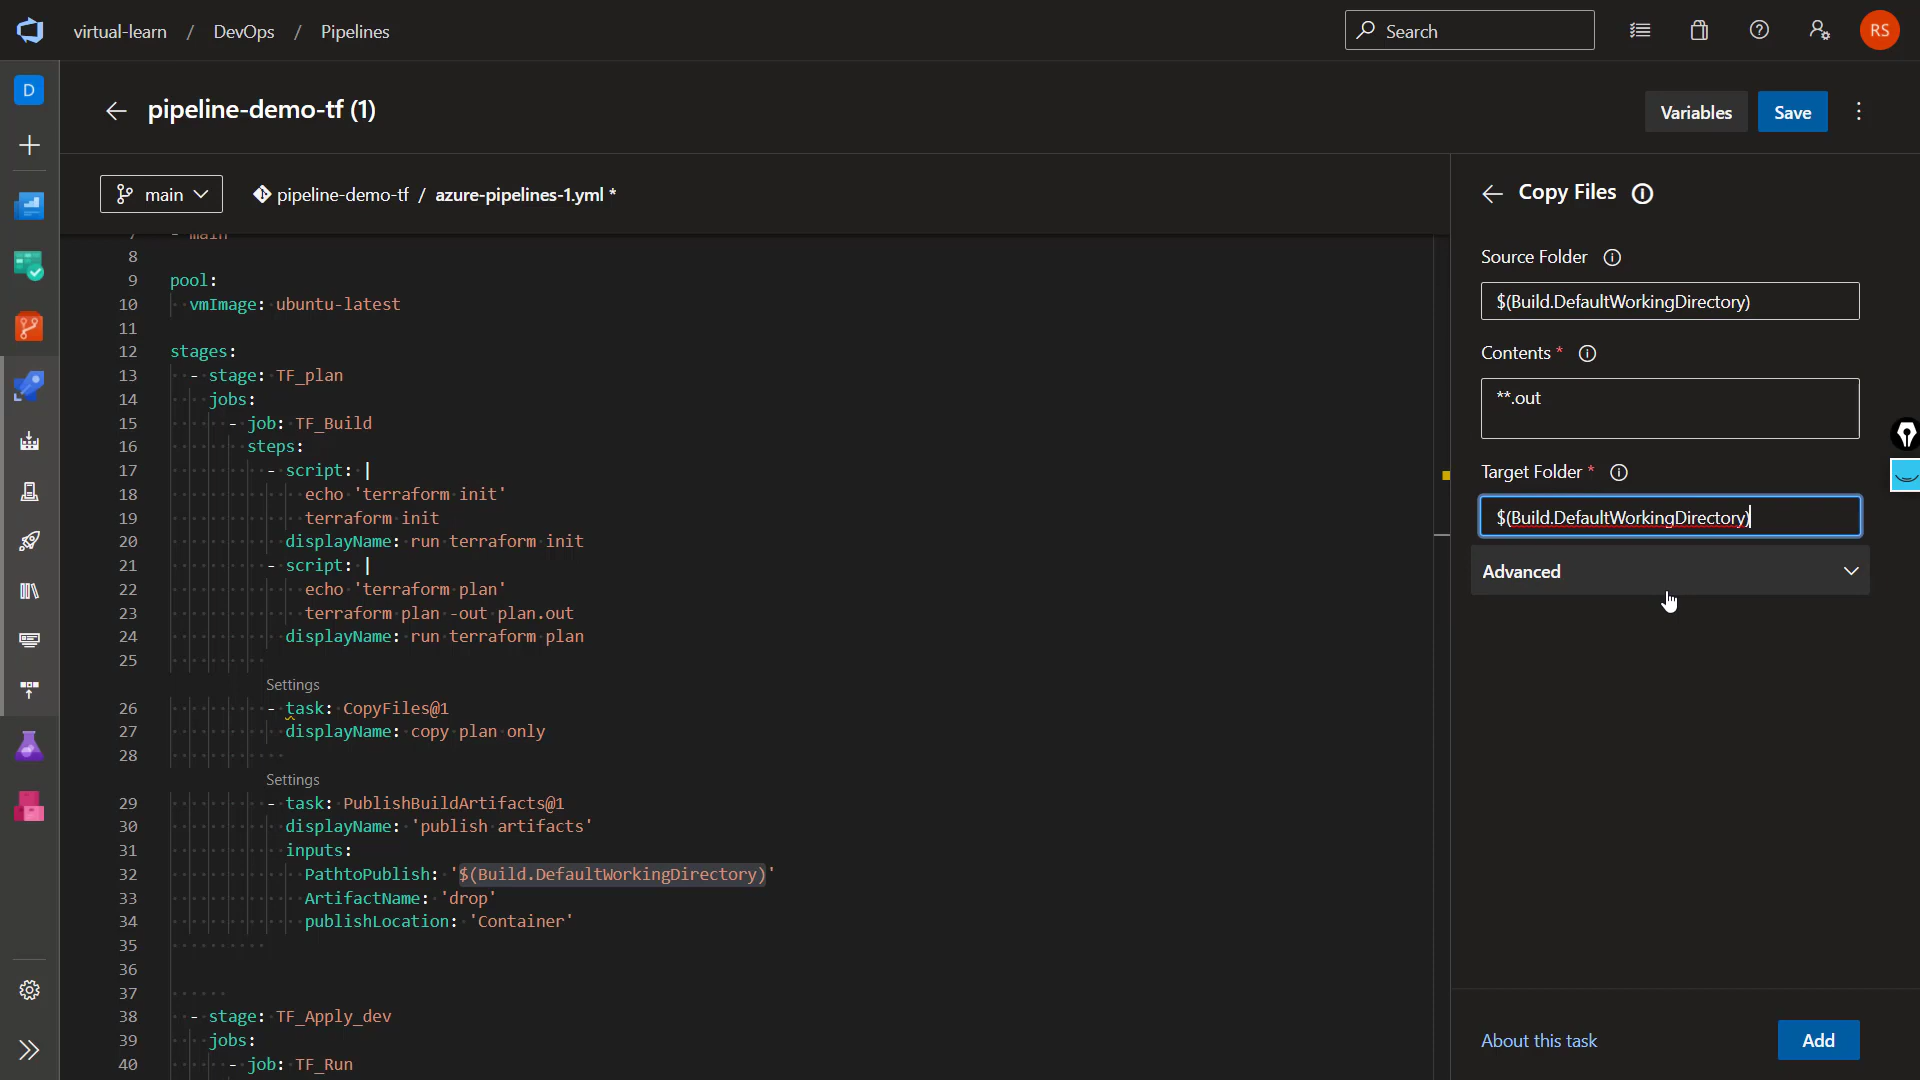 virtual-learn / DevOps / Pipelines
Search
RS
D
pipeline-demo-tf (1)
Variables
Save
main
pipeline-demo-tf / azure-pipelines-1.yml *
7 - main
8
9 pool:
10 vmImage: ubuntu-latest
11
12 stages:
13 - stage: TF_plan
14 jobs:
15 - job: TF_Build
16 steps:
17 - script: |
18 echo 'terraform init'
19 terraform init
20 displayName: run terraform init
21 - script: |
22 echo 'terraform plan'
23 terraform plan -out plan.out
24 displayName: run terraform plan
25
Settings
26 - task: CopyFiles@1
27 displayName: copy plan only
28
Settings
29 - task: PublishBuildArtifacts@1
30 displayName: 'publish artifacts'
31 inputs:
32 PathtoPublish: '$(Build.DefaultWorkingDirectory)'
33 ArtifactName: 'drop'
34 publishLocation: 'Container'
35
36
37
38 - stage: TF_Apply_dev
39 jobs:
40 - job: TF_Run
Copy Files
Source Folder
$(Build.DefaultWorkingDirectory)
Contents *
**.out
Target Folder *
$(Build.DefaultWorkingDirectory)
Advanced
About this task
Add